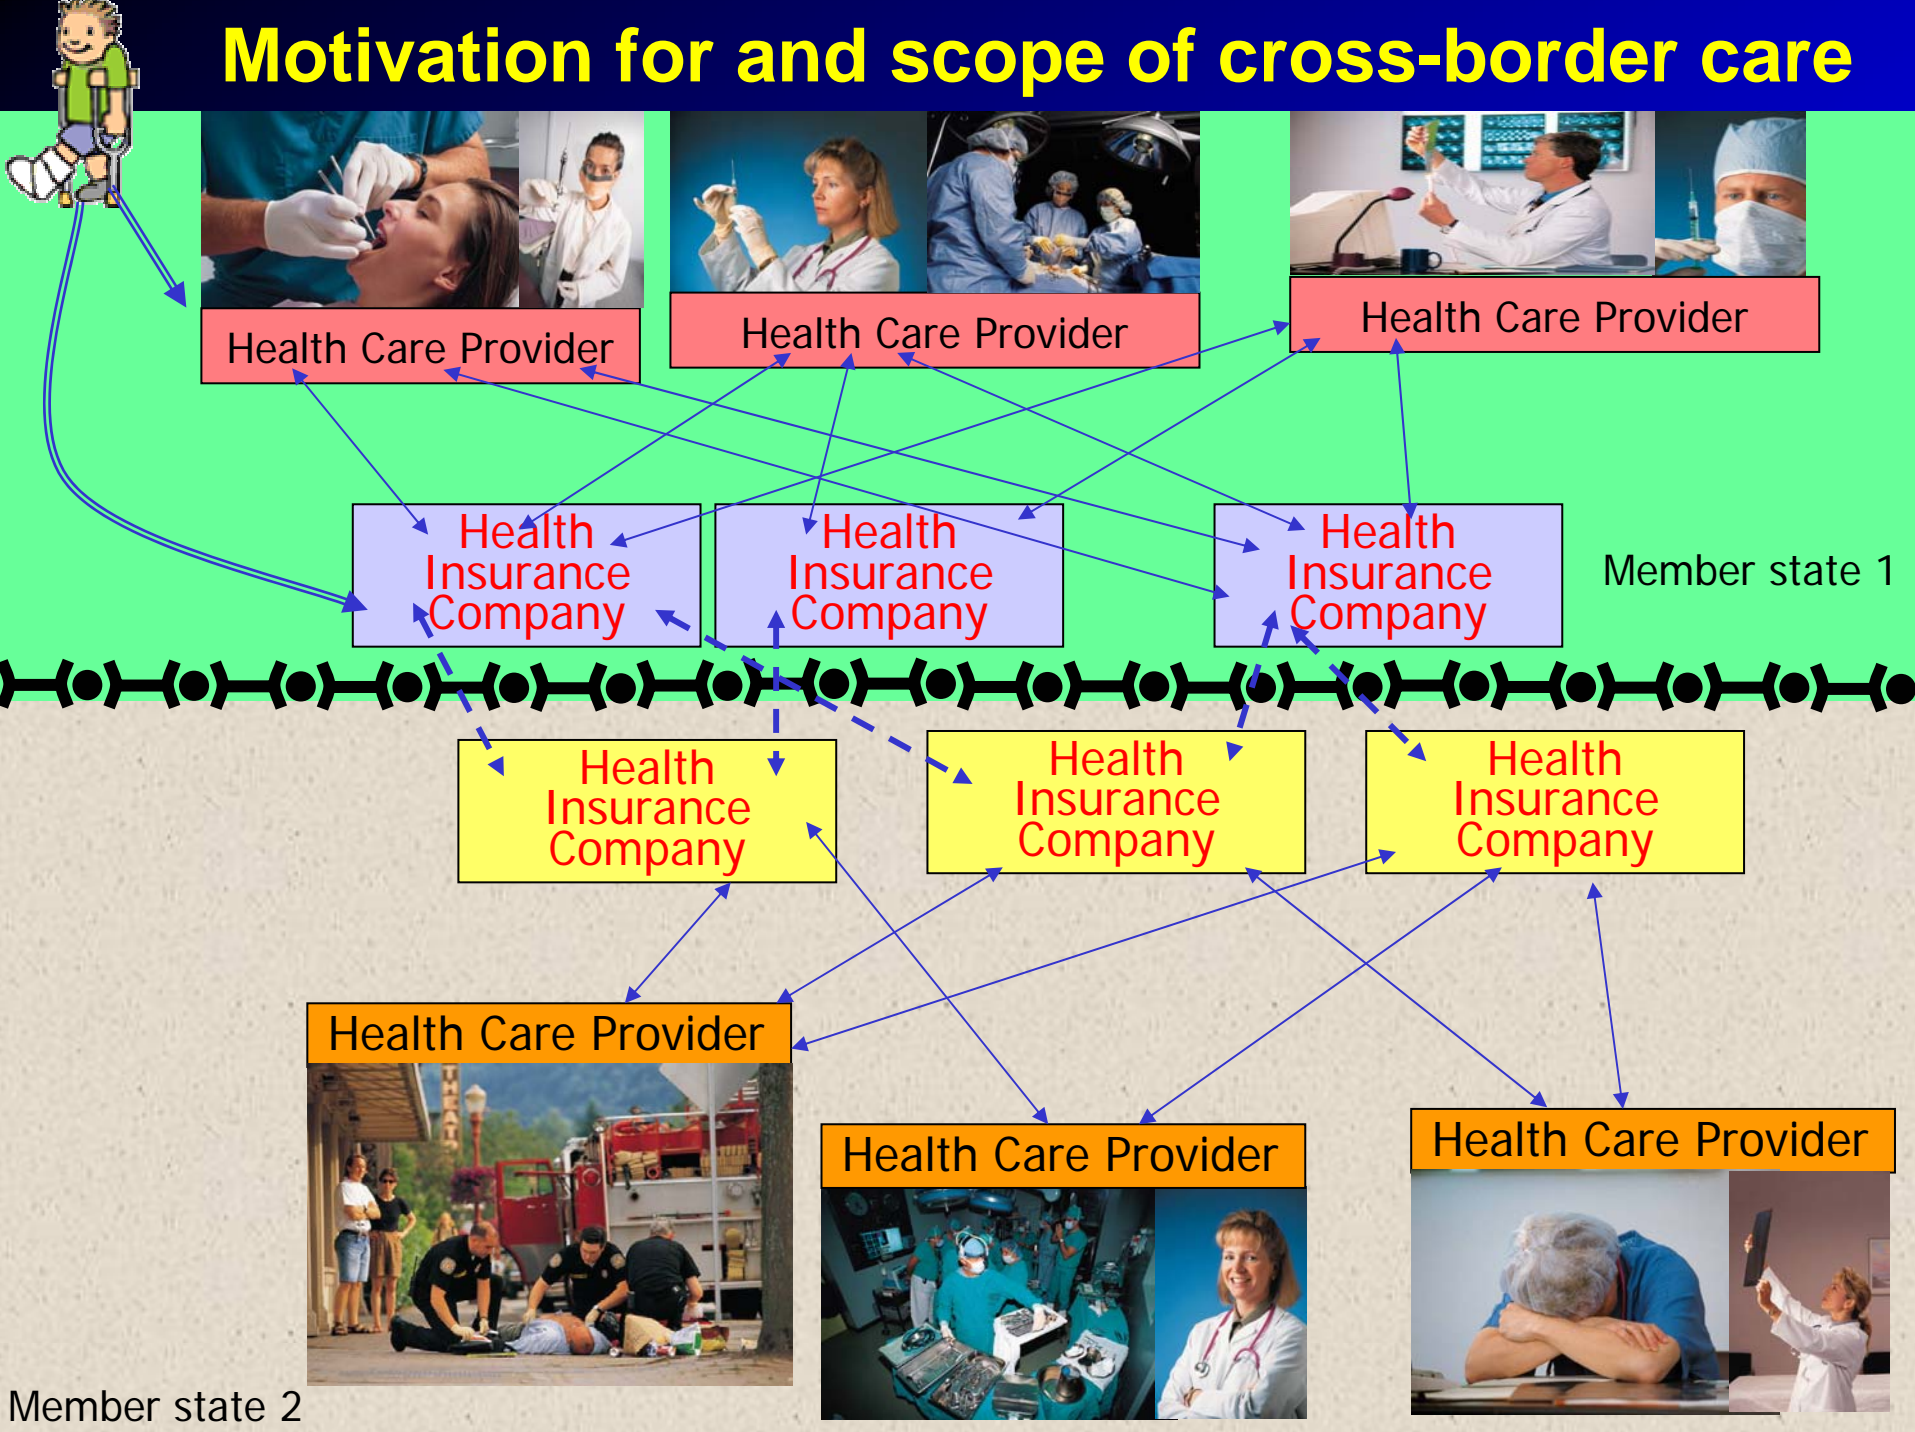 Motivation for and scope of cross-border care
Health Care Provider
Health Care Provider
Health Care Provider
Health
Insurance
Company
Health
Insurance
Company
Health
Insurance
Company
Member state 1
Health
Insurance
Company
Health
Insurance
Company
Health
Insurance
Company
Health Care Provider
Health Care Provider
Health Care Provider
Member state 2